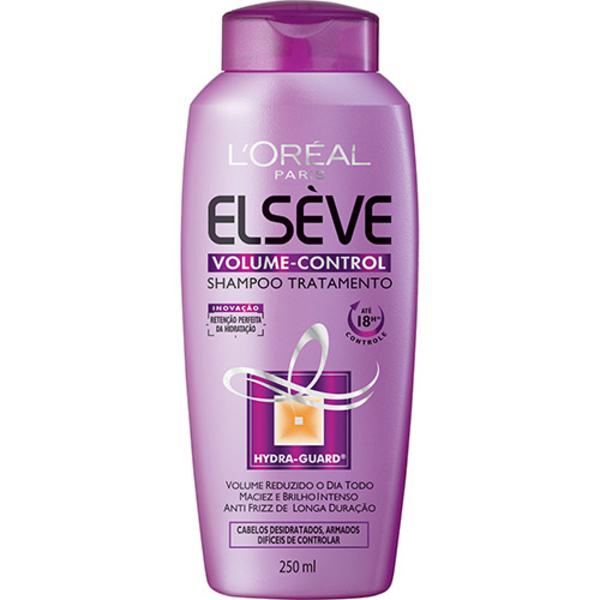 L'ORÉAL
PARIS
ELSÈVE
VOLUME-CONTROL
SHAMPOO TRATAMENTO
INOVAÇÃO
RETENÇÃO PERFEITA
DA HIDRATAÇÃO
ATÉ
18Hrs
CONTROLE
HYDRA-GUARD®
VOLUME REDUZIDO O DIA TODO
MACIEZ E BRILHO INTENSO
ANTI FRIZZ DE LONGA DURAÇÃO
CABELOS DESIDRATADOS, ARMADOS
DIFÍCEIS DE CONTROLAR
250 ml